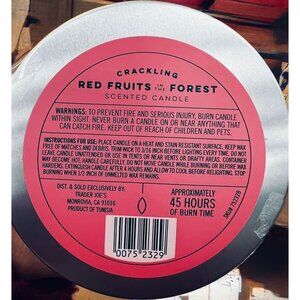 CRACKLING
RED FRUITS IN THE FOREST
SCENTED CANDLE
WARNINGS: TO PREVENT FIRE AND SERIOUS INJURY, BURN CANDLE
WITHIN SIGHT. NEVER BURN A CANDLE ON OR NEAR ANYTHING THAT
CAN CATCH FIRE. KEEP OUT OF REACH OF CHILDREN AND PETS.
INSTRUCTIONS FOR USE: PLACE CANDLE ON A HEAT AND STAIN RESISTANT SURFACE. KEEP WAX
FREE OF MATCHES AND DEBRIS. TRIM WICK TO 3/16 INCH BEFORE LIGHTING EVERY TIME. DO NOT
LEAVE CANDLE UNATTENDED OR USE IN TENTS OR NEAR VENTS OR DRAFTY AREAS. CONTAINER
MAY BECOME HOT. HANDLE CAREFULLY. DO NOT MOVE CANDLE WHILE BURNING OR BEFORE WAX
HARDENS. EXTINGUISH CANDLE AFTER 4 HOURS AND ALLOW TO COOL BEFORE RELIGHTING. STOP
BURNING WHEN 1/2 INCH OF UNMELTED WAX REMAINS.
DIST. & SOLD EXCLUSIVELY BY:
TRADER JOE'S
MONROVIA, CA 91016
PRODUCT OF TUNISIA
APPROXIMATELY
45 HOURS
OF BURN TIME
0075 2329